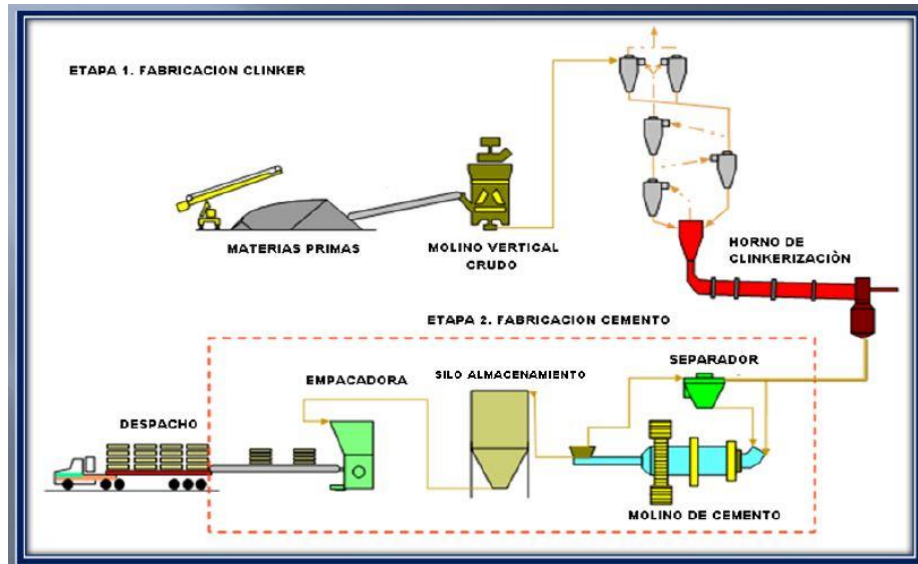 ETAPA 1. FABRICACION CLINKER
MATERIAS PRIMAS
MOLINO VERTICAL
CRUDO
HORNO DE
CLINKERIZACIÒN
ETAPA 2. FABRICACION CEMENTO
SEPARADOR
SILO ALMACENAMIENTO
EMPACADORA
DESPACHO
MOLINO DE CEMENTO